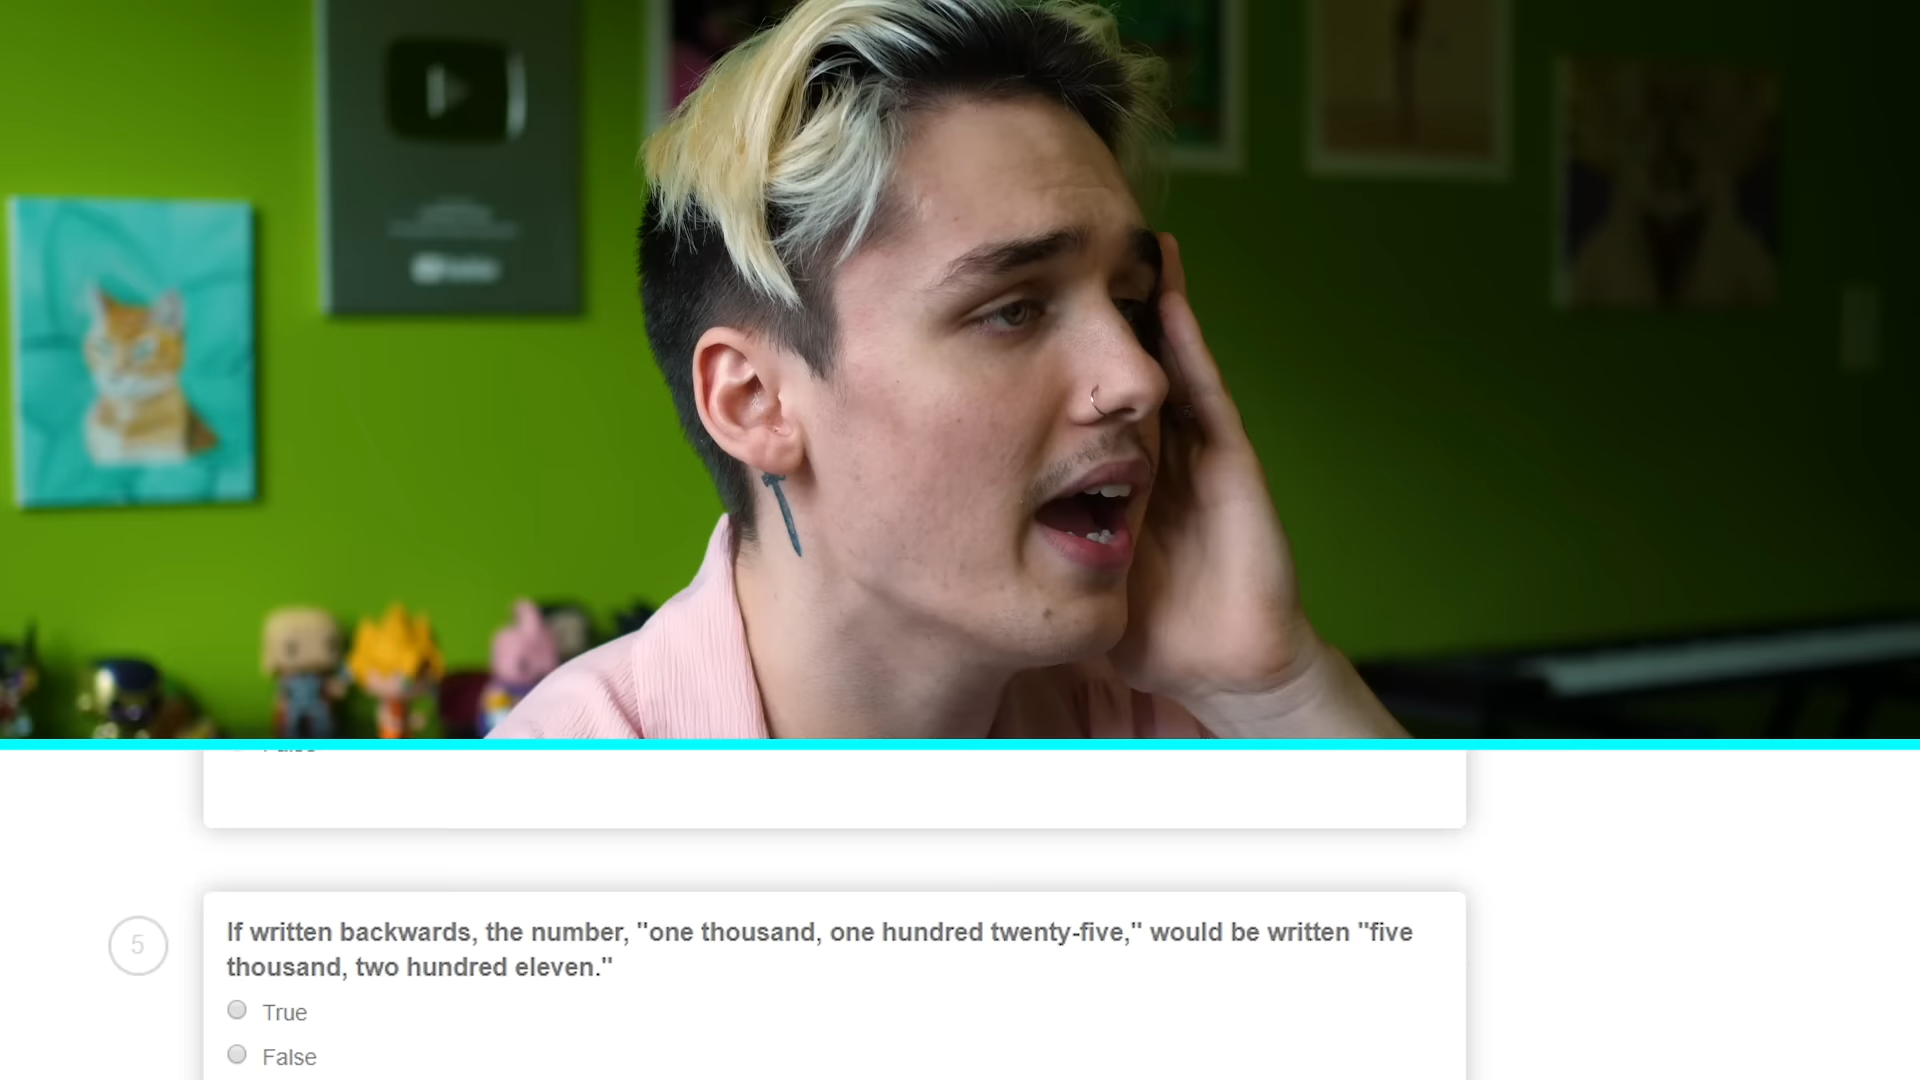 5
If written backwards, the number, "one thousand, one hundred twenty-five," would be written "five
thousand, two hundred eleven."
True
False